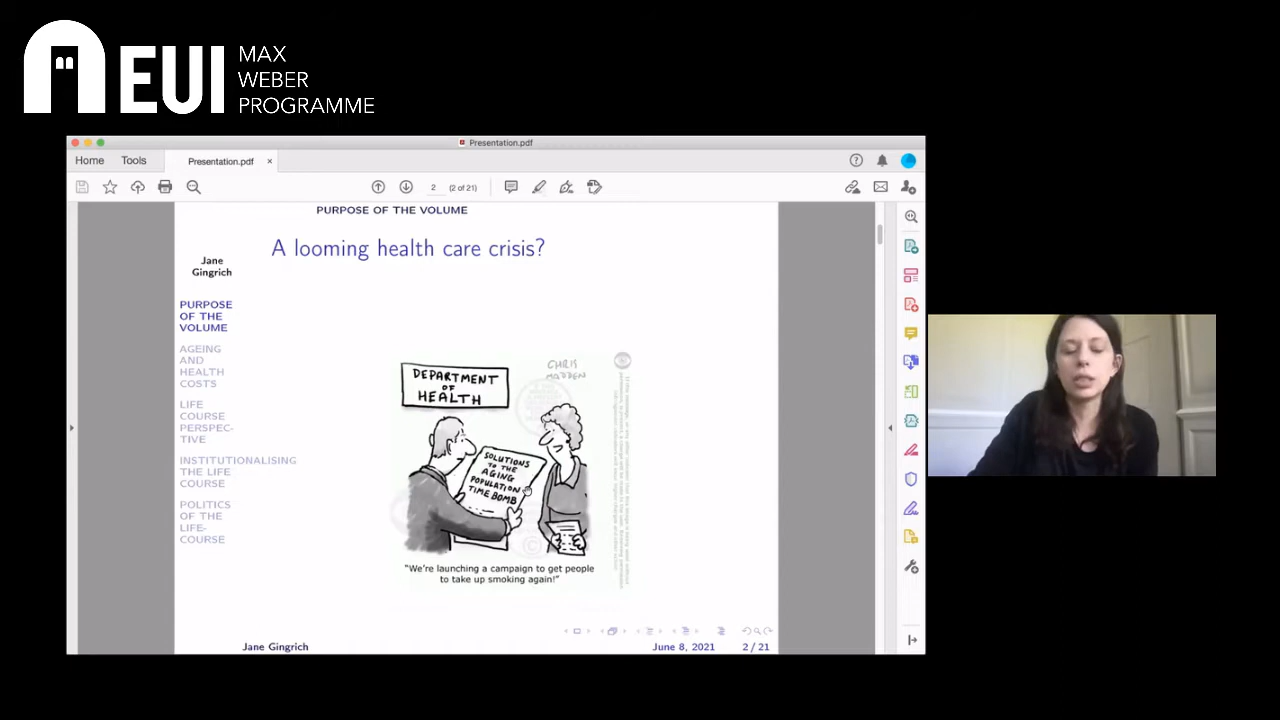 EUI
MAX
WEBER
PROGRAMME
Presentation.pdf
Home
Tools
Presentation.pdf
×
2
(2 of 21)
PURPOSE OF THE VOLUME
A looming health care crisis?
Jane
Gingrich
PURPOSE
OF THE
VOLUME
AGEING
AND
HEALTH
COSTS
LIFE
COURSE
PERSPEC-
TIVE
INSTITUTIONALISING
THE LIFE
COURSE
POLITICS
OF THE
LIFE-
COURSE
DEPARTMENT
OF
HEALTH
CHRIS
MADDEN
SOLUTIONS
TO THE
AGING
POPULATION
TIME BOMB
"We're launching a campaign to get people
to take up smoking again!"
Jane Gingrich
June 8, 2021
2 / 21